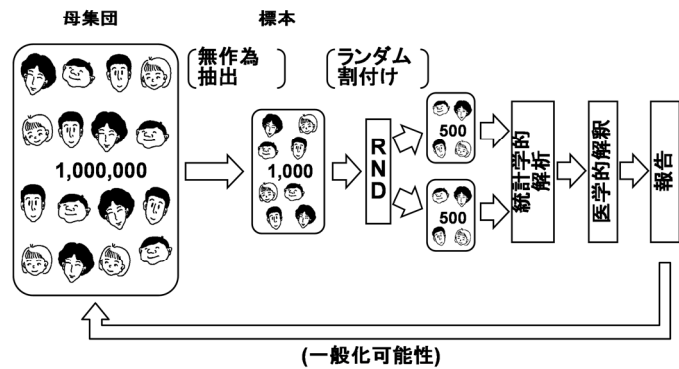 母集団
標本
無作為
抽出
ランダム
割付け
1,000,000
1,000
RND
500
500
統計学的
解析
医学的解釈
報告
(一般化可能性)